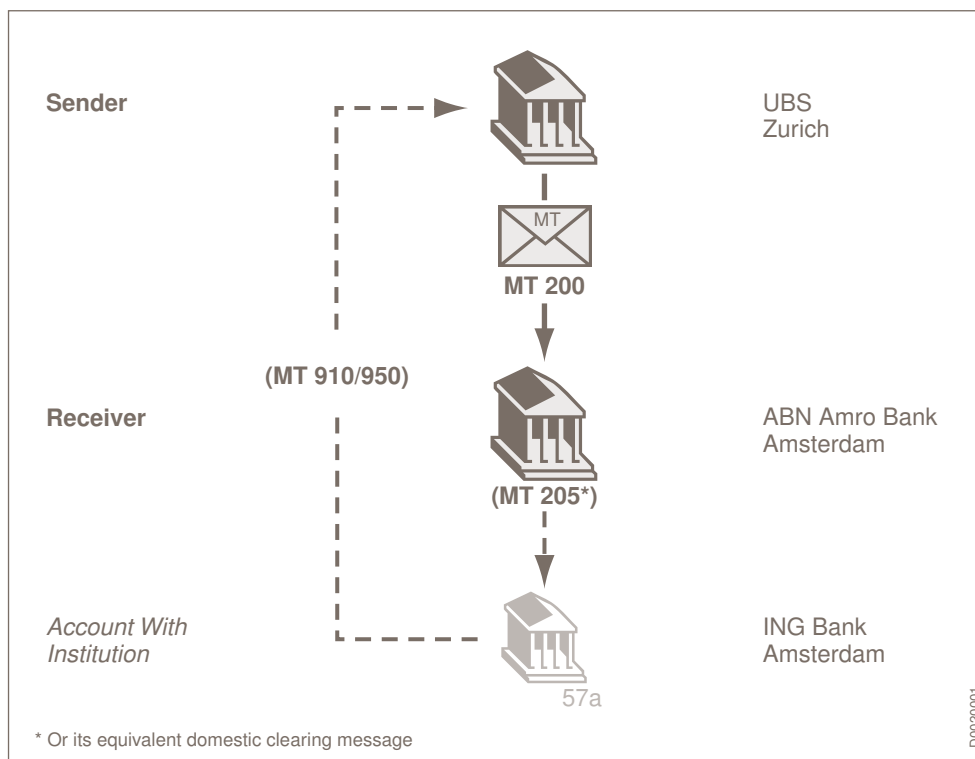 Sender
UBS
Zurich
MT
MT 200
(MT 910/950)
Receiver
ABN Amro Bank
Amsterdam
(MT 205*)
Account With
Institution
ING Bank
Amsterdam
57a
* Or its equivalent domestic clearing message
D0020001